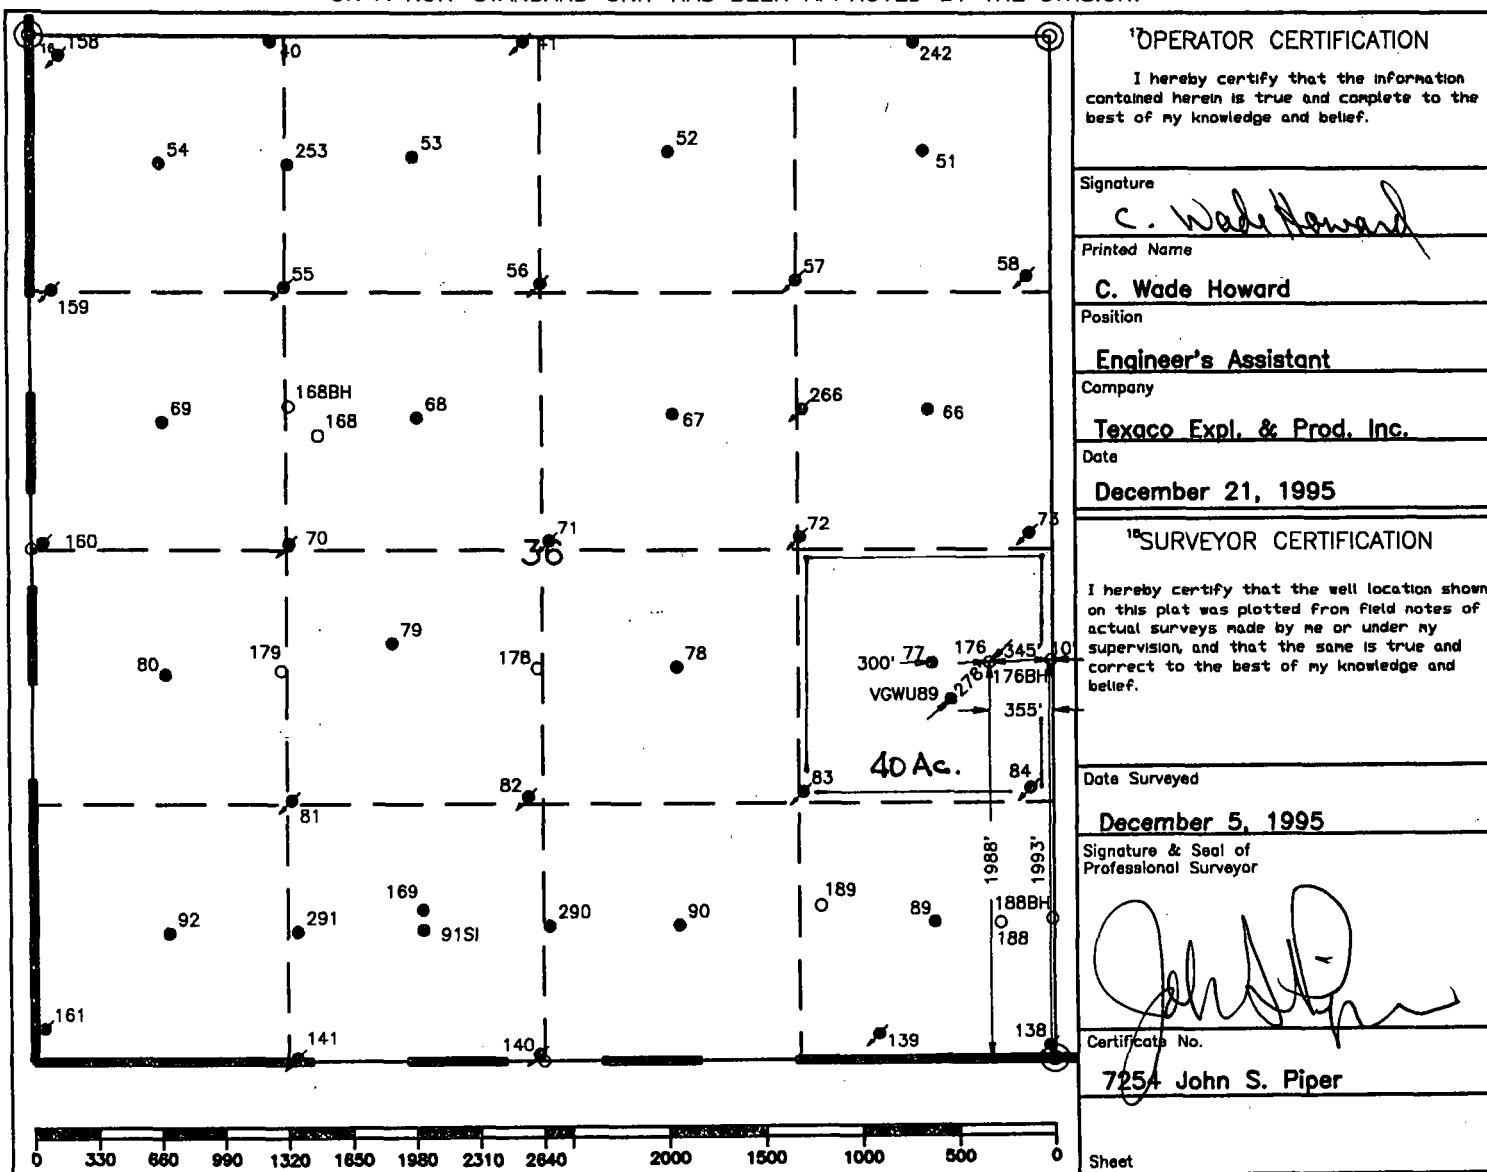 158
40
41
242
54
253
53
52
51
159
55
56
57
58
69
168BH
168
68
67
266
66
160
70
71
36
72
73
80
179
79
178
78
300'
77
176
345'
10'
176BH
VGWU89
278'
355'
40 Ac.
81
82
83
84
1988'
1993'
92
291
169
91SI
290
90
189
89
188BH
188
161
141
140
139
138
0 330 660 990 1320 1650 1980 2310 2640 2000 1500 1000 500 0
17 OPERATOR CERTIFICATION
I hereby certify that the information
contained herein is true and complete to the
best of my knowledge and belief.
Signature
C. Wade Howard
Printed Name
C. Wade Howard
Position
Engineer's Assistant
Company
Texaco Expl. & Prod. Inc.
Date
December 21, 1995
18 SURVEYOR CERTIFICATION
I hereby certify that the well location shown
on this plat was plotted from field notes of
actual surveys made by me or under my
supervision, and that the same is true and
correct to the best of my knowledge and
belief.
Date Surveyed
December 5, 1995
Signature & Seal of
Professional Surveyor
Certificate No.
7254 John S. Piper
Sheet